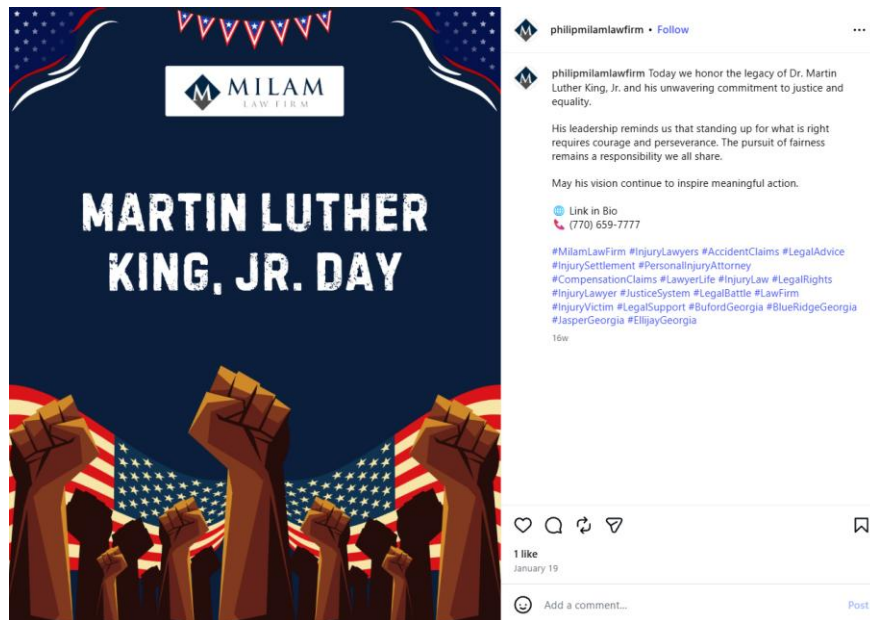 MILAM
LAW FIRM
MARTIN LUTHER
KING, JR. DAY
philipmilamlawfirm • Follow
philipmilamlawfirm Today we honor the legacy of Dr. Martin
Luther King, Jr. and his unwavering commitment to justice and
equality.
His leadership reminds us that standing up for what is right
requires courage and perseverance. The pursuit of fairness
remains a responsibility we all share.
May his vision continue to inspire meaningful action.
🌐 Link in Bio
📞 (770) 659-7777
#MilamLawFirm #InjuryLawyers #AccidentClaims #LegalAdvice
#InjurySettlement #PersonalInjuryAttorney
#CompensationClaims #LawyerLife #InjuryLaw #LegalRights
#InjuryLawyer #JusticeSystem #LegalBattle #LawFirm
#InjuryVictim #LegalSupport #BufordGeorgia #BlueRidgeGeorgia
#JasperGeorgia #EllijayGeorgia
16w
1 like
January 19
Add a comment...
Post